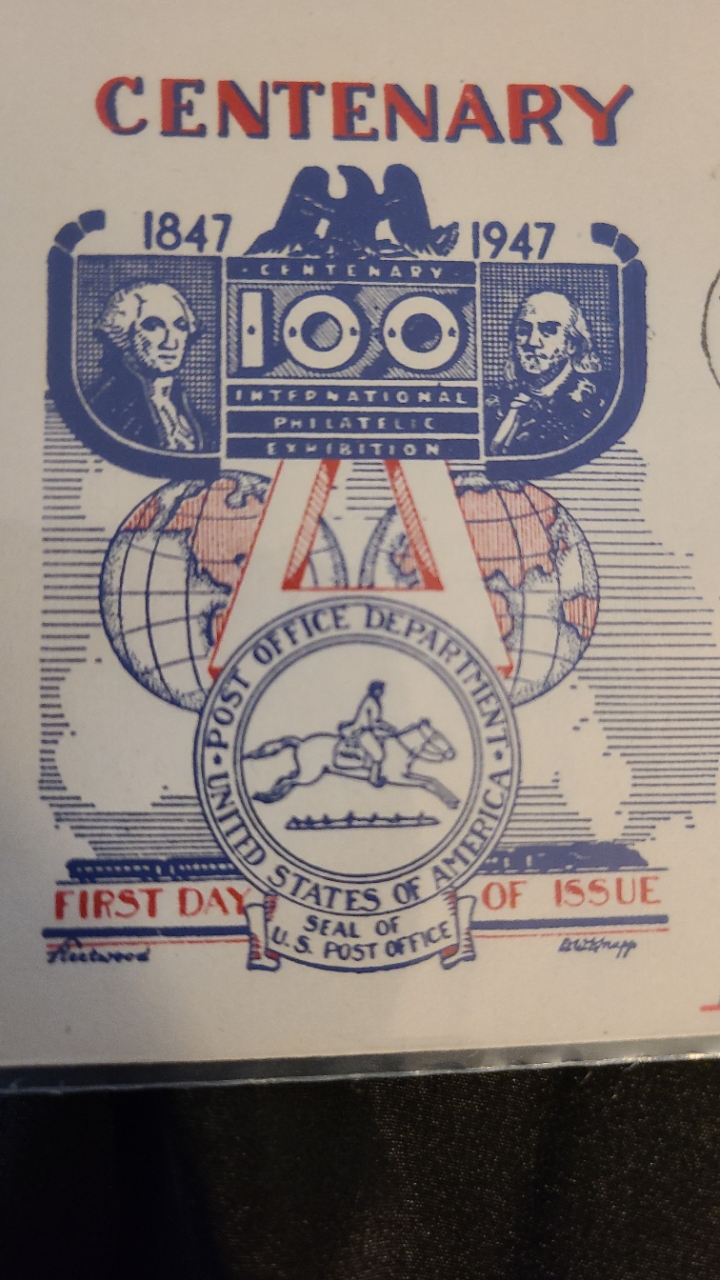 CENTENARY
1847 1947
CENTENARY
100
INTERNATIONAL
PHILATELIC
EXHIBITION
POST OFFICE DEPARTMENT
UNITED STATES OF AMERICA
FIRST DAY OF ISSUE
SEAL OF
U.S. POST OFFICE
Fleetwood